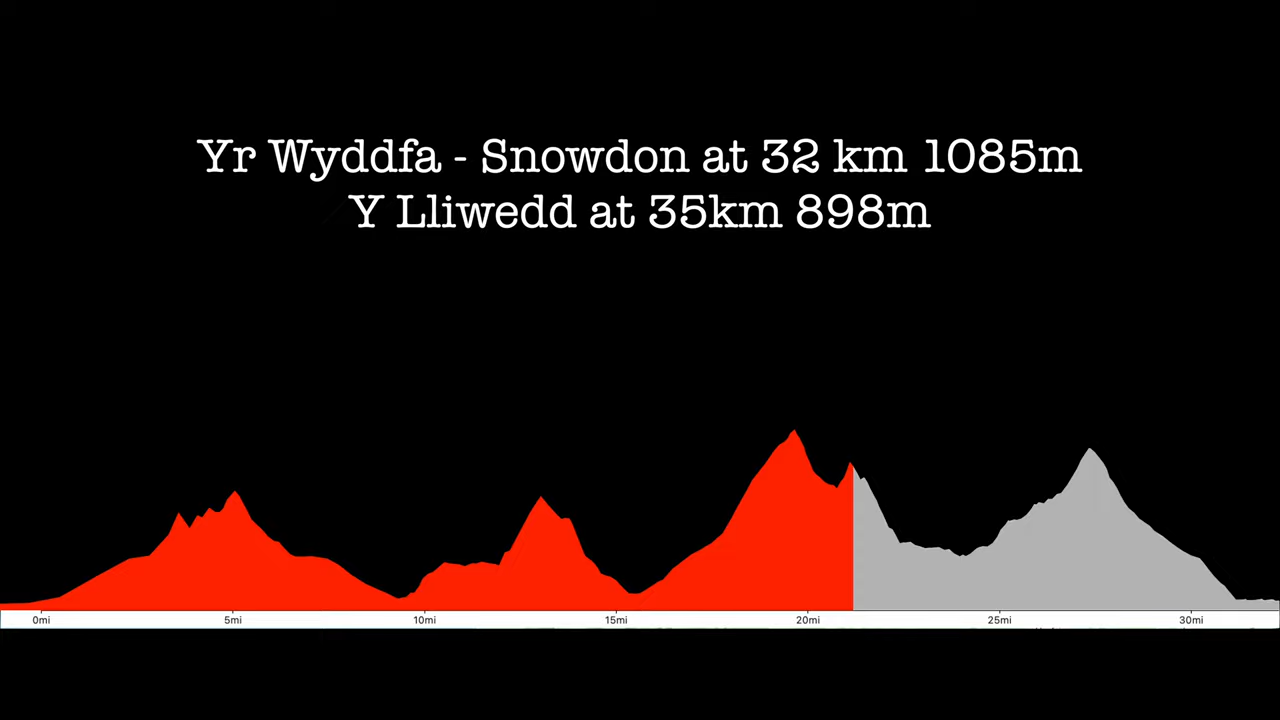 Yr Wyddfa - Snowdon at 32 km 1085m
Y Lliwedd at 35km 898m
0mi 5mi 10mi 15mi 20mi 25mi 30mi